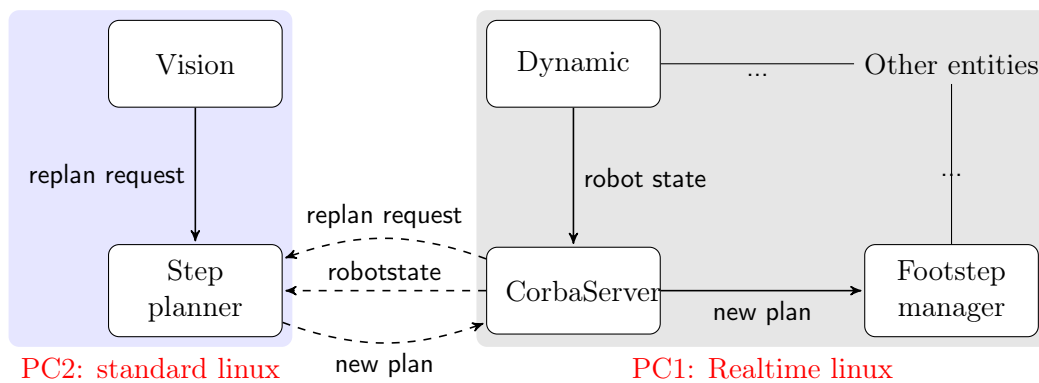 Vision
Dynamic
...
Other entities
replan request
robot state
...
replan request
Step
planner
robotstate
CorbaServer
new plan
Footstep
manager
new plan
PC2: standard linux
PC1: Realtime linux